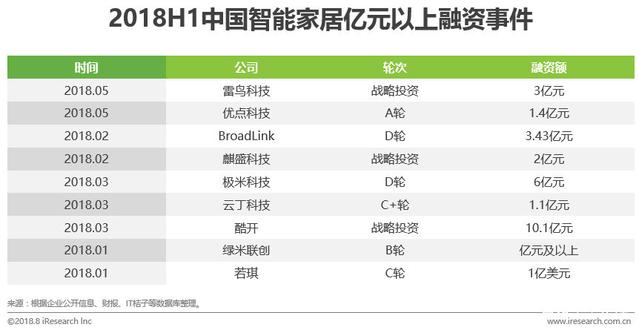 2018H1中国智能家居亿元以上融资事件
时间 公司 轮次 融资额
2018.05 雷鸟科技 战略投资 3亿元
2018.05 优点科技 A轮 1.4亿元
2018.02 BroadLink D轮 3.43亿元
2018.02 麒盛科技 战略投资 2亿元
2018.03 极米科技 D轮 6亿元
2018.03 云丁科技 C+轮 1.1亿元
2018.03 酷开 战略投资 10.1亿元
2018.01 绿米联创 B轮 亿元及以上
2018.01 若琪 C轮 1亿美元
来源：根据企业公开信息、财报、IT桔子等数据库整理。
©2018.8 iResearch Inc www.iresearch.com.cn